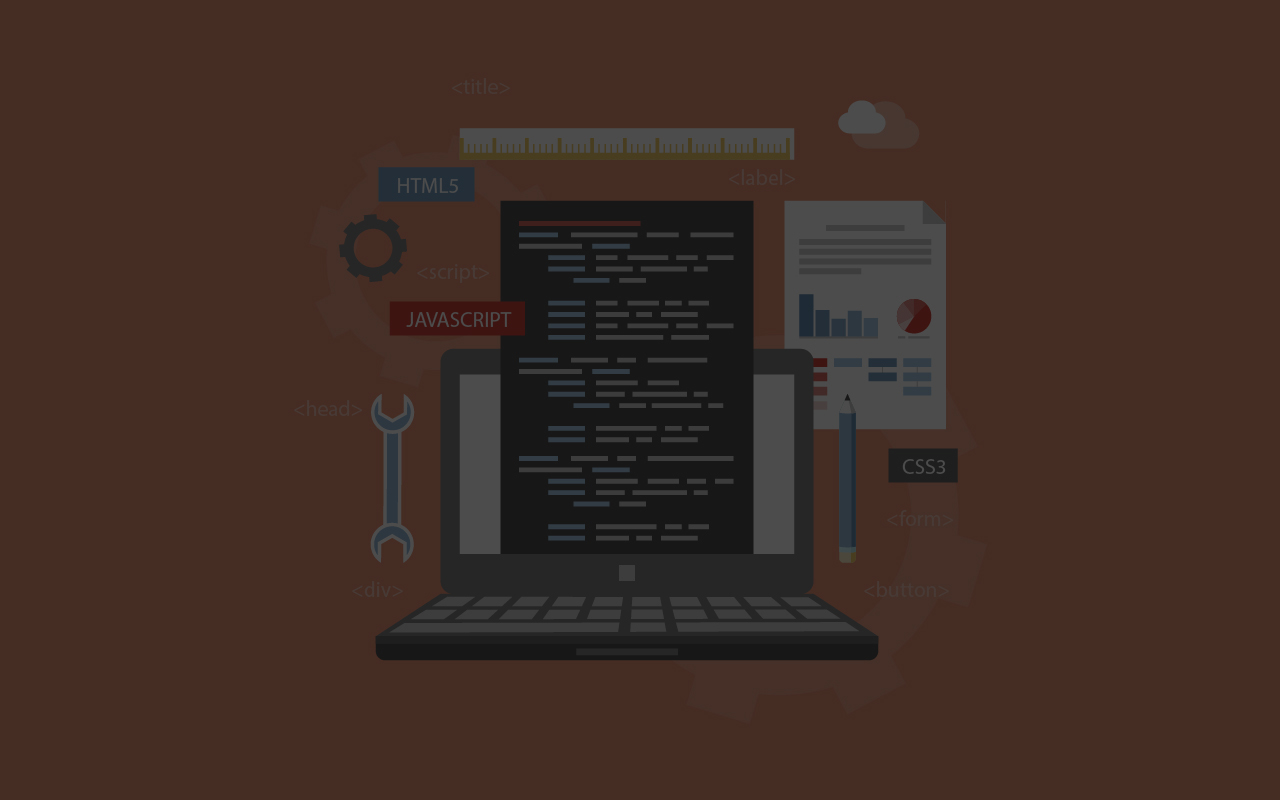 <title>
<label>
HTML5
<script>
JAVASCRIPT
<head>
CSS3
<form>
<div>
<button>